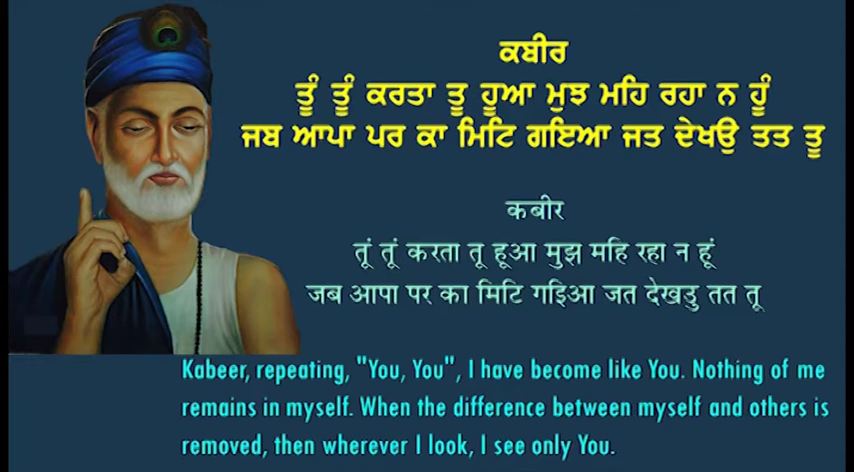 ਕਬੀਰ
ਤੂੰ ਤੂੰ ਕਰਤਾ ਤੂ ਹੂਆ ਮੁਝ ਮਹਿ ਰਹਾ ਨ ਹੂੰ
ਜਬ ਆਪਾ ਪਰ ਕਾ ਮਿਟਿ ਗਇਆ ਜਤ ਦੇਖਉ ਤਤ ਤੂ
कबीर
तूं तूं करता तू हूआ मुझ महि रहा न हूं
जब आपा पर का मिटि गइिआ जत देखउु तत तू
Kabeer, repeating, "You, You", I have become like You. Nothing of me
remains in myself. When the difference between myself and others is
removed, then wherever I look, I see only You.